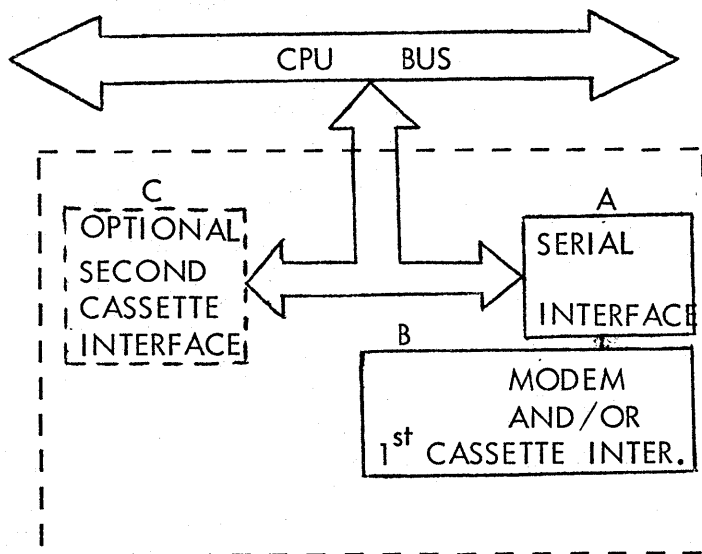 CPU BUS
C
OPTIONAL
SECOND
CASSETTE
INTERFACE
A
SERIAL
INTERFACE
B
MODEM
AND/OR
1st CASSETTE INTER.